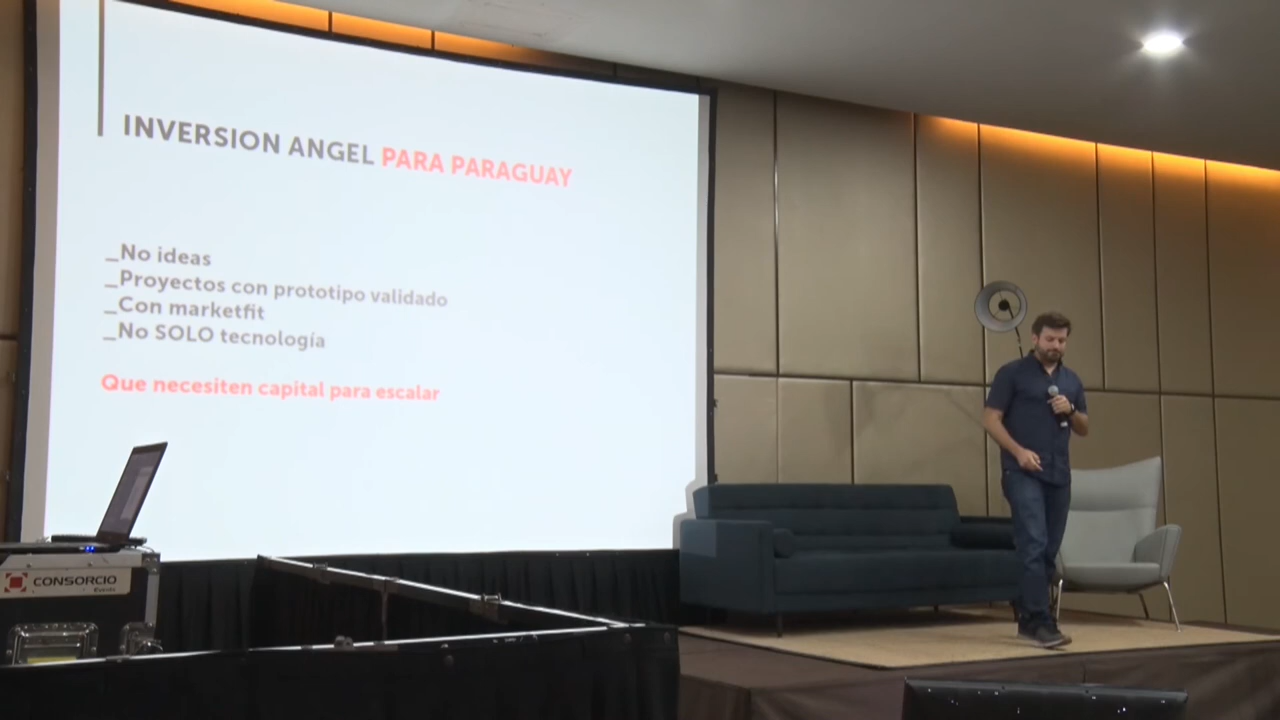 INVERSION ANGEL PARA PARAGUAY
_No ideas
_Proyectos con prototipo validado
_Con marketfit
_No SOLO tecnología
Que necesiten capital para escalar
CONSORCIO
Events